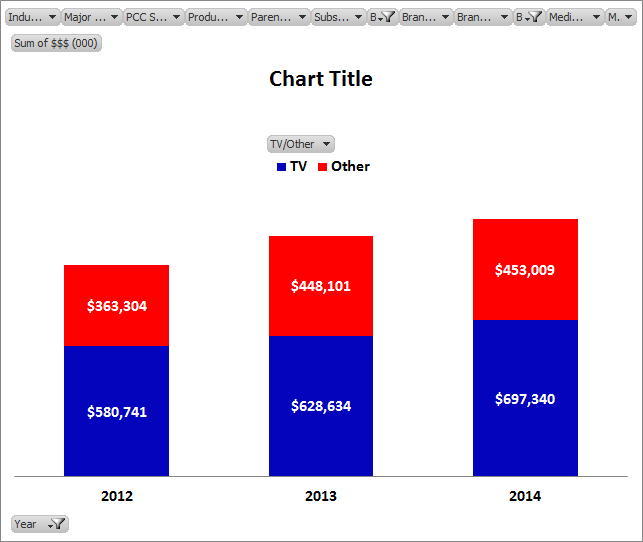 Indu... Major ... PCC S... Produ... Paren... Subs... B Bran... Bran... B Medi... M.
Sum of $$$ (000)
Chart Title
TV/Other
TV Other
$363,304 $448,101 $453,009
$580,741 $628,634 $697,340
2012 2013 2014
Year